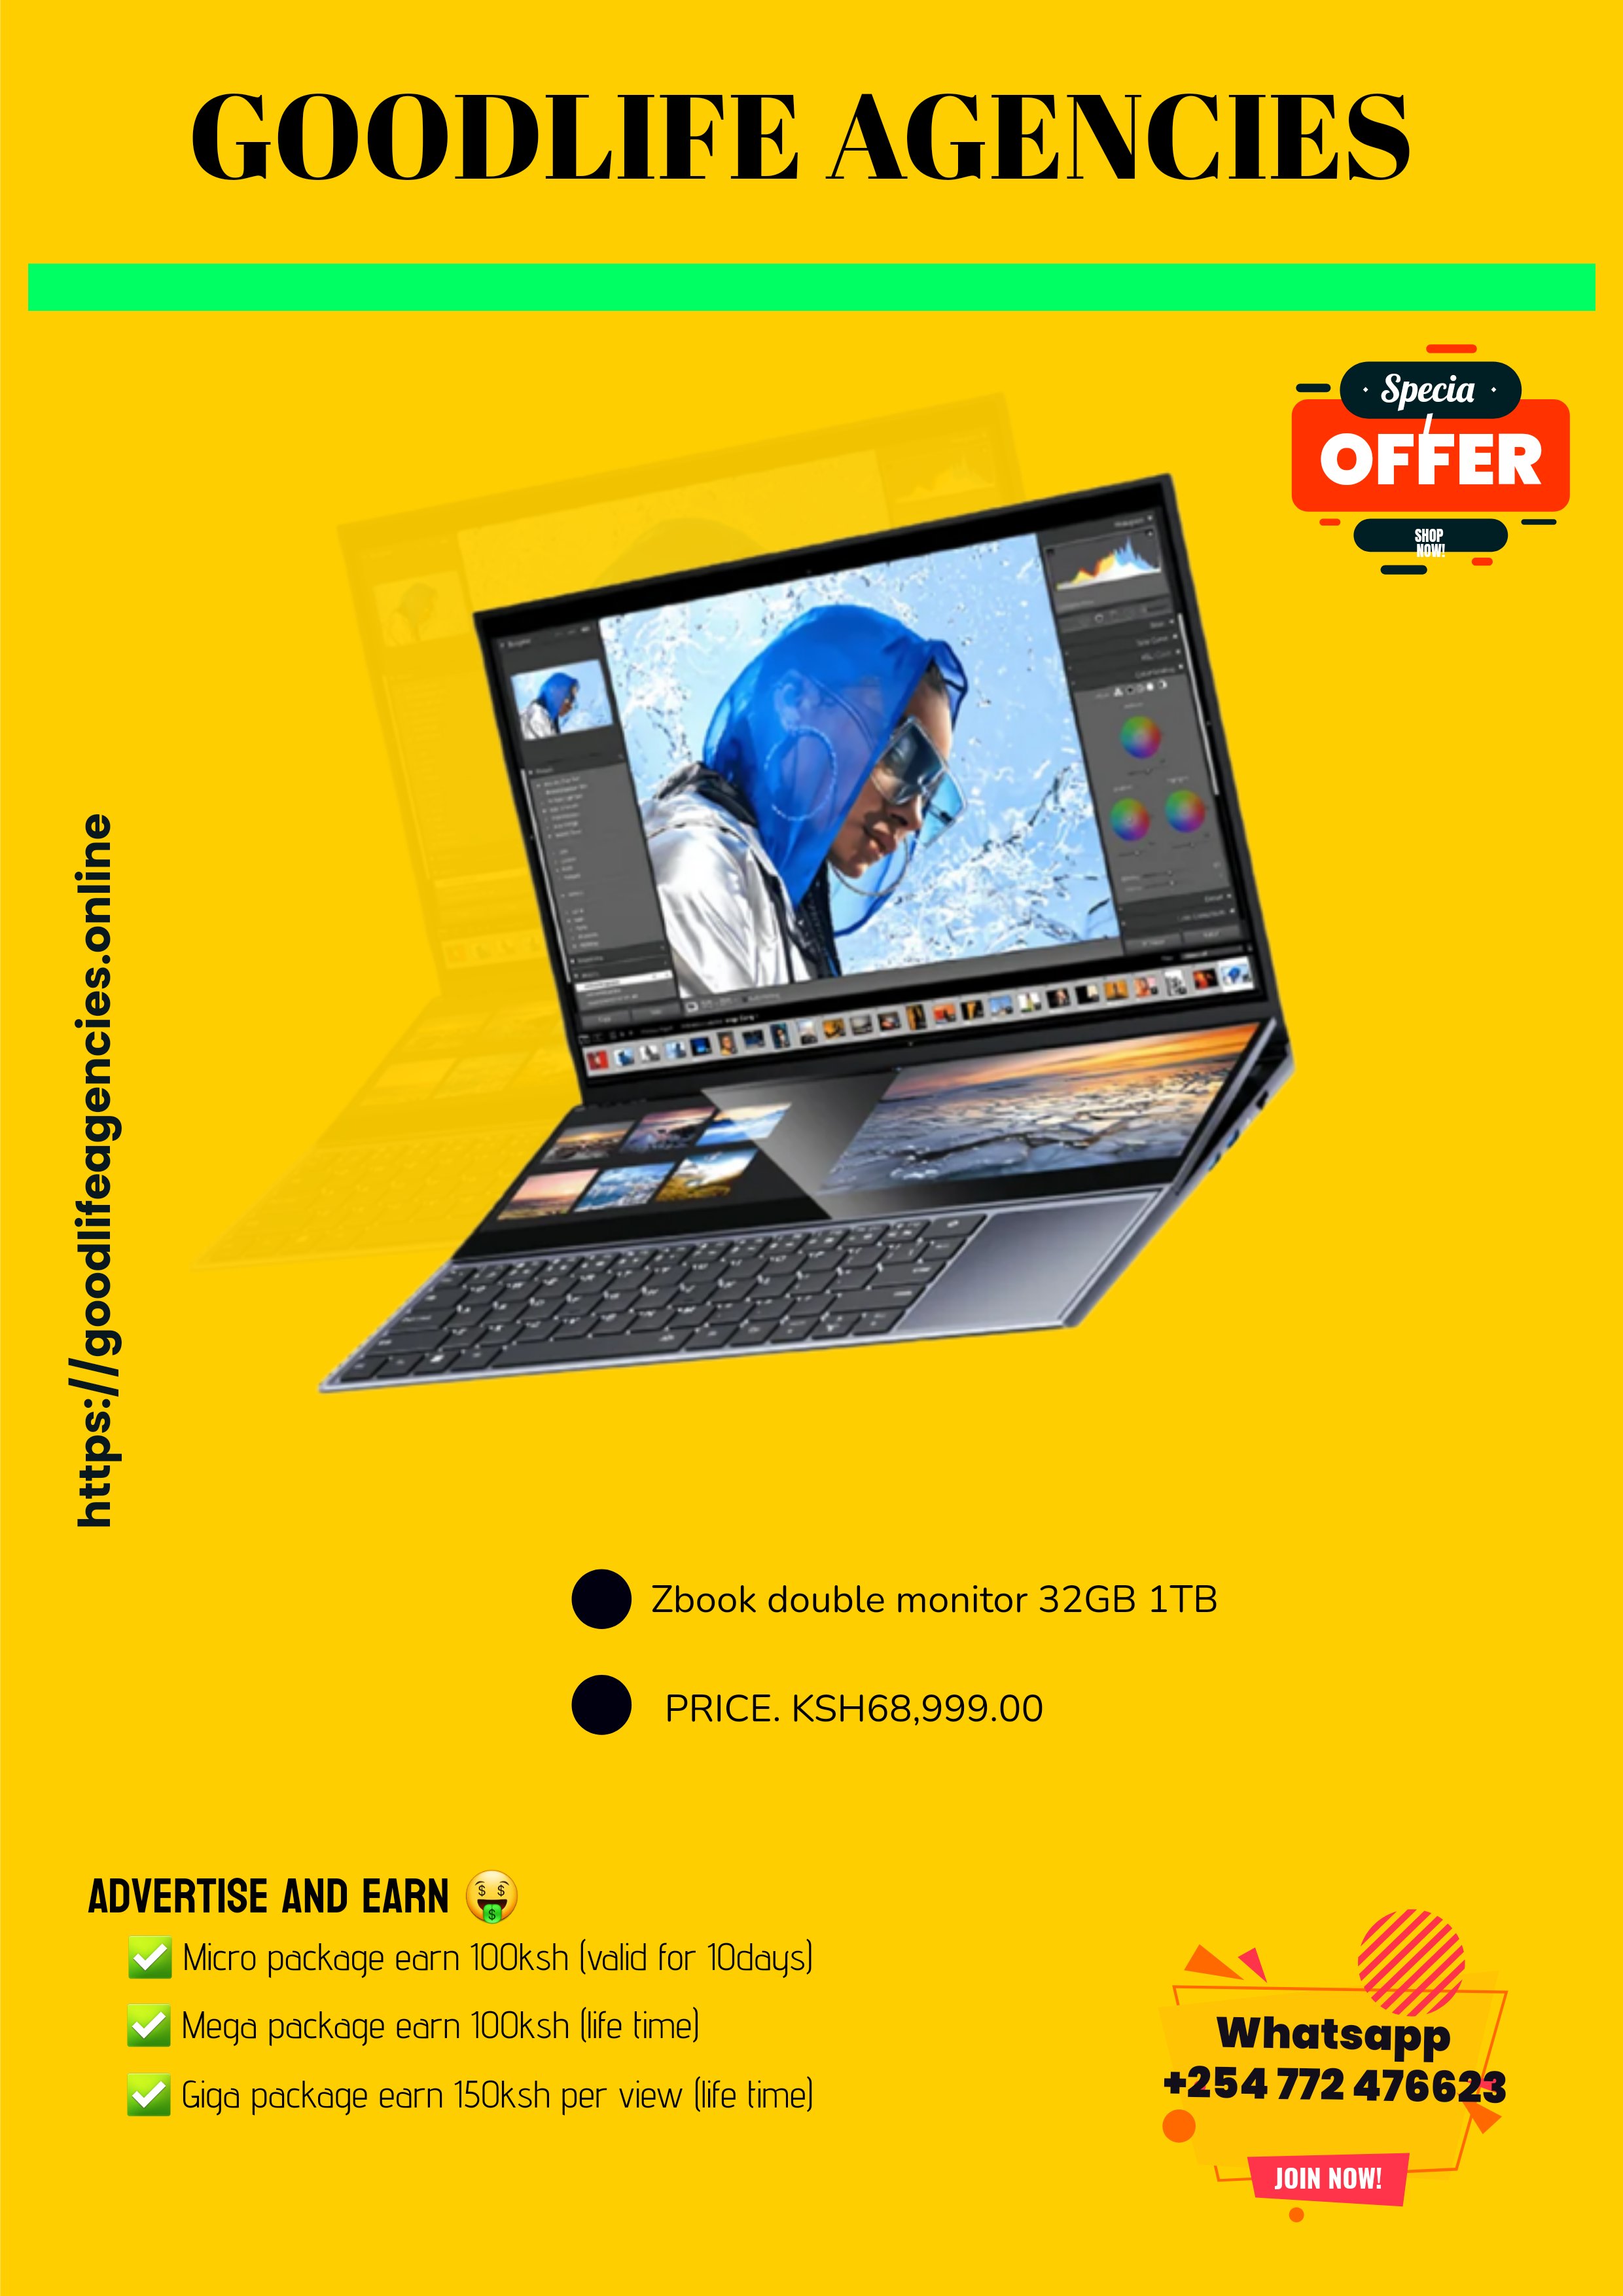 GOODLIFE AGENCIES
Specia
l
OFFER
SHOP
NOW!
https://goodlifeagencies.online
Zbook double monitor 32GB 1TB
PRICE. KSH68,999.00
ADVERTISE AND EARN 🤑
✅ Micro package earn 100ksh (valid for 10days)
✅ Mega package earn 100ksh (life time)
✅ Giga package earn 150ksh per view (life time)
Whatsapp
+254 772 476623
JOIN NOW!